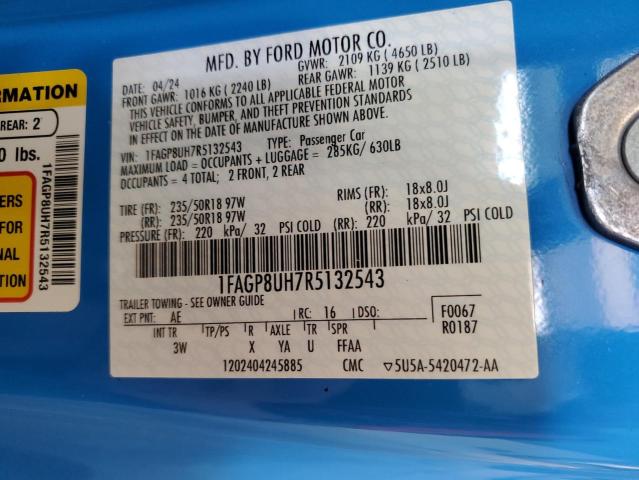 MFD. BY FORD MOTOR CO.
04/24 GVWR: 2109 KG ( 4650 LB)
FRONT GAWR: 1016 KG ( 2240 LB) REAR GAWR: 1139 KG ( 2510 LB)
THIS VEHICLE CONFORMS TO ALL APPLICABLE FEDERAL MOTOR
VEHICLE SAFETY, BUMPER, AND THEFT PREVENTION STANDARDS
IN EFFECT ON THE DATE OF MANUFACTURE SHOWN ABOVE.
VIN: 1FAGP8UH7R5132543 TYPE: Passenger Car
MAXIMUM LOAD = OCCUPANTS + LUGGAGE = 285KG/ 630LB
OCCUPANTS = 4 TOTAL; 2 FRONT, 2 REAR
TIRE (FR): 235/50R18 97W RIMS (FR): 18x8.0J
(RR): 235/50R18 97W (RR): 18x8.0J
PRESSURE (FR): 220 kPa/ 32 PSI COLD (RR): 220 kPa/ 32 PSI COLD
1FAGP8UH7R5132543
TRAILER TOWING - SEE OWNER GUIDE
EXT PNT: AE RC: 16 DSO: F0067
R0187
INT TR TP/PS R AXLE TR SPR
3W X YA U FFAA
1202404245885 CMC ▽5U5A-5420472-AA
ORMATION
REAR: 2
0 lbs.
ERS
FOR
NAL
TION
1FAGP8UH7R5132543